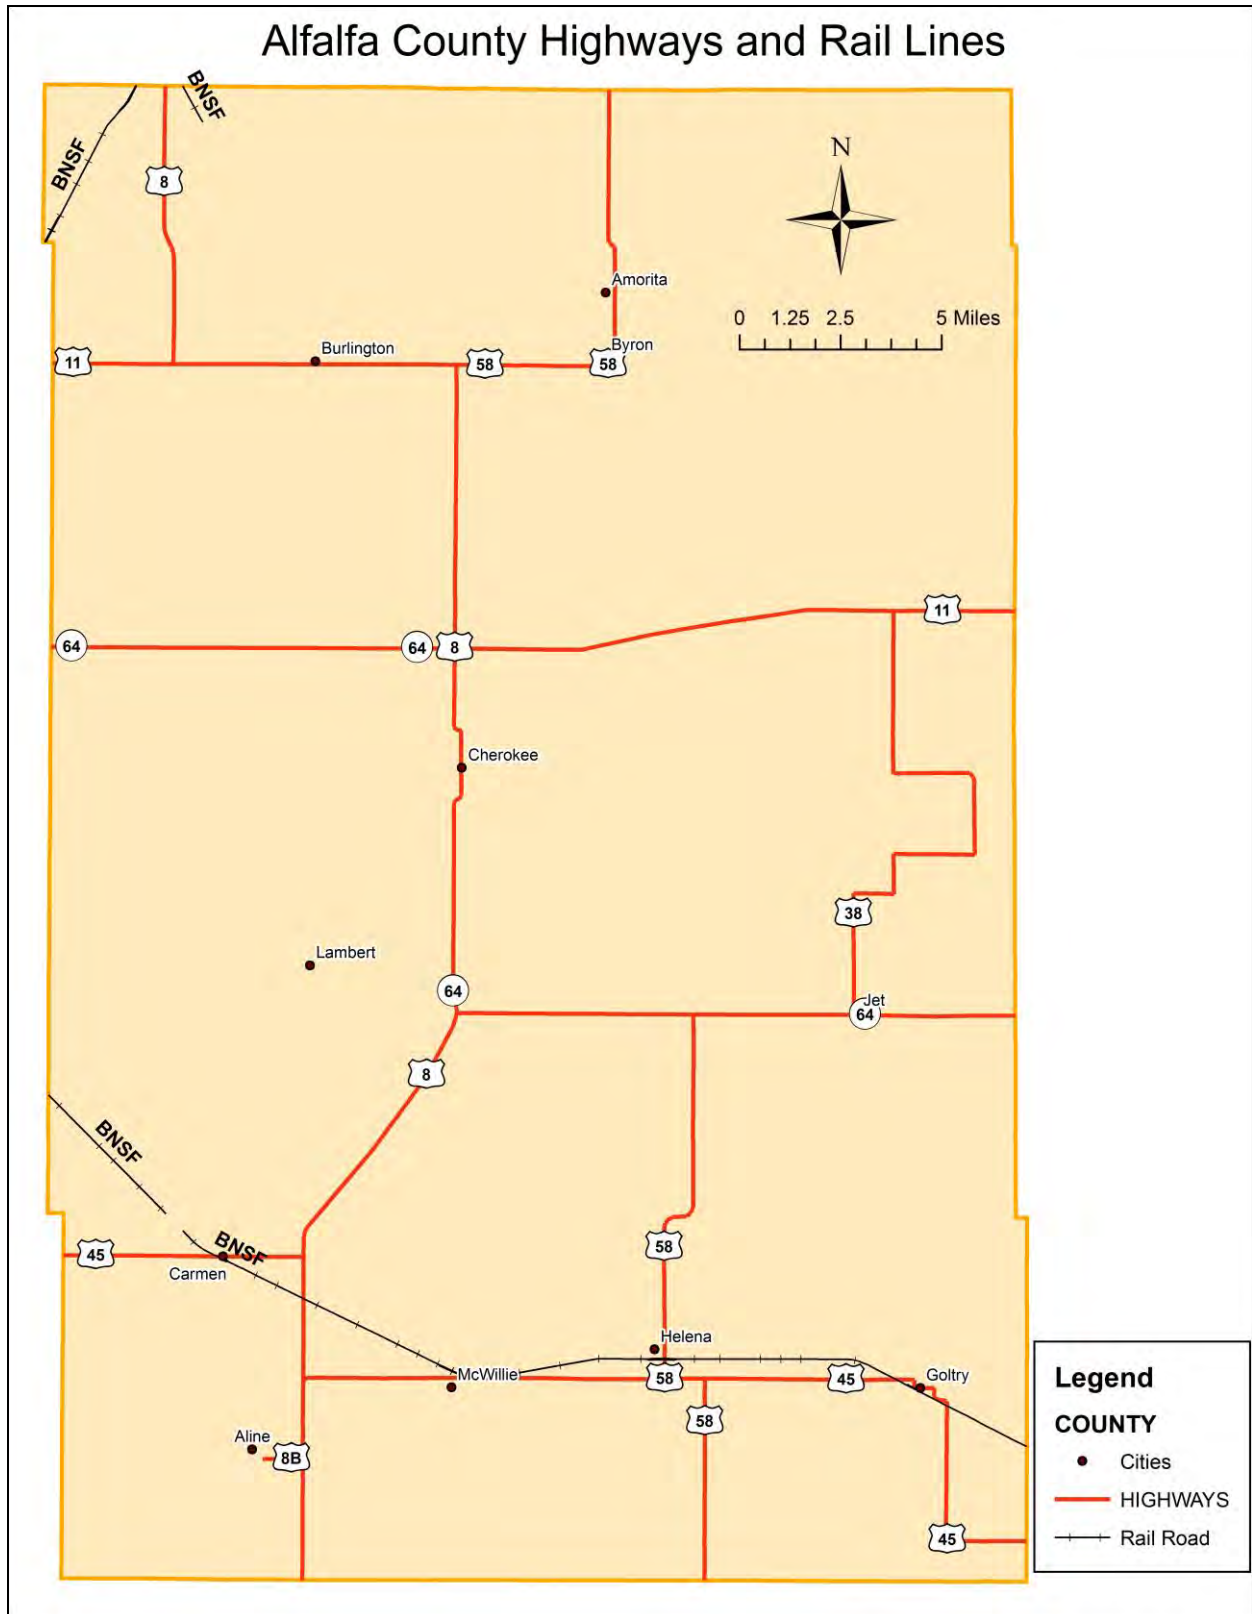 Alfalfa County Highways and Rail Lines
BNSF
BNSF
8
N
Amorita
0 1.25 2.5 5 Miles
Byron
Burlington
11
58
58
11
64
64
8
Cherokee
38
Lambert
64
Jet
64
8
BNSF
BNSF
45
Carmen
58
Helena
McWillie
58
45
Goltry
58
Aline
8B
45
Legend
COUNTY
Cities
HIGHWAYS
Rail Road